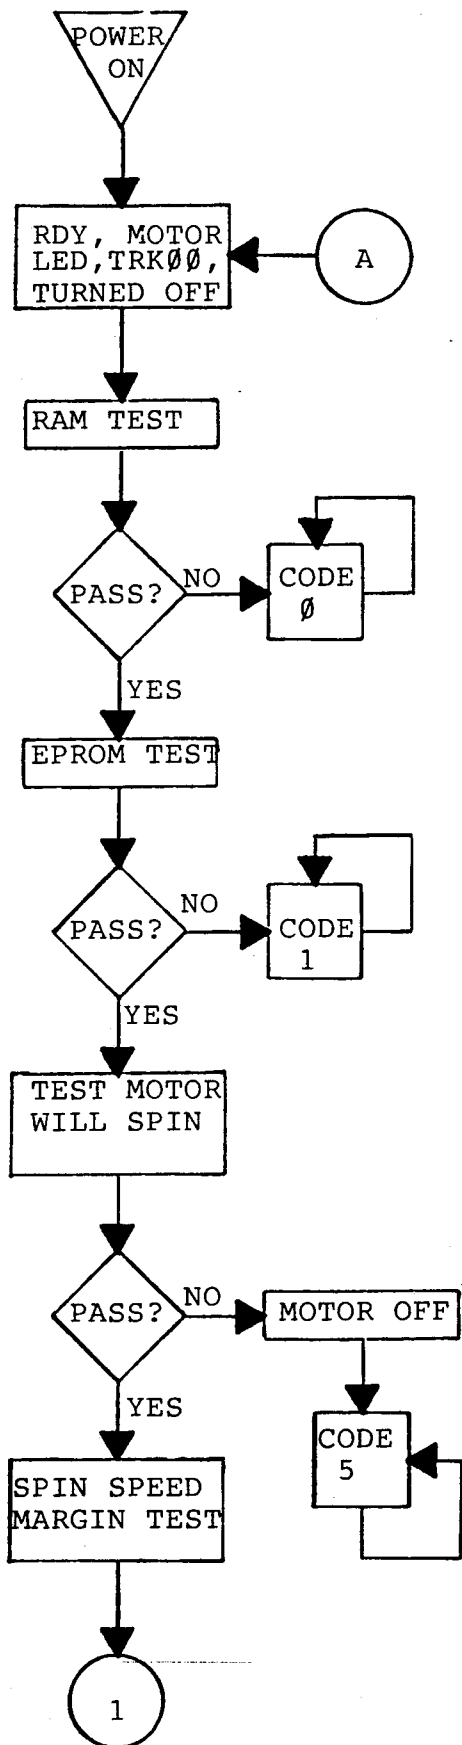 POWER
ON
RDY, MOTOR
LED,TRKØØ,
TURNED OFF
A
RAM TEST
PASS?
NO
CODE
Ø
YES
EPROM TEST
PASS?
NO
CODE
1
YES
TEST MOTOR
WILL SPIN
PASS?
NO
MOTOR OFF
YES
CODE
5
SPIN SPEED
MARGIN TEST
1